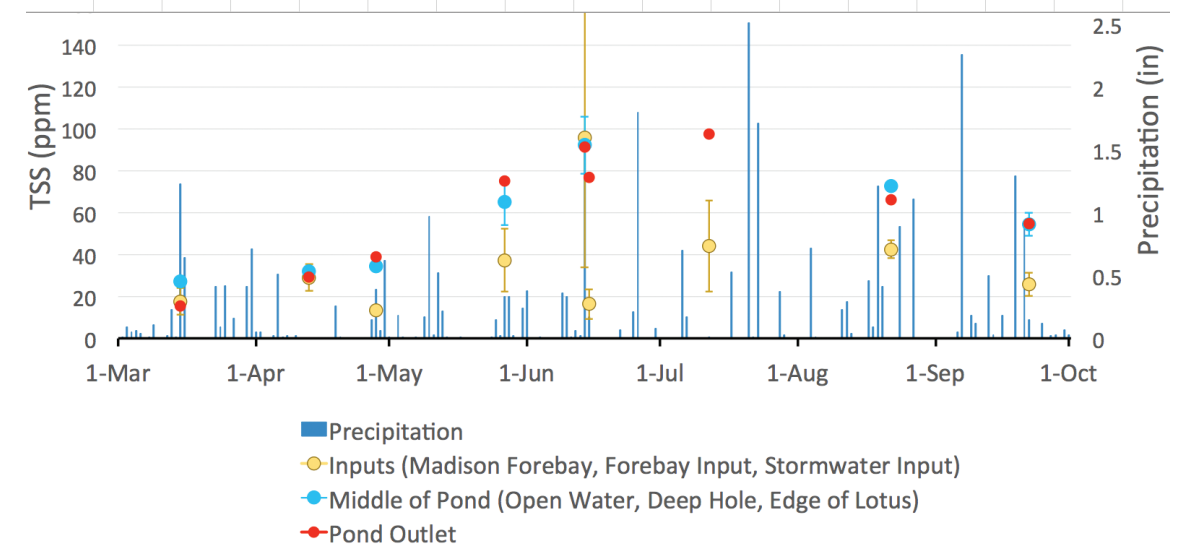 2.5
140
120
2
100
1.5
80
60
1
40
0.5
20
0
0
TSS (ppm)
Precipitation (in)
1-Mar 1-Apr 1-May 1-Jun 1-Jul 1-Aug 1-Sep 1-Oct
Precipitation
Inputs (Madison Forebay, Forebay Input, Stormwater Input)
Middle of Pond (Open Water, Deep Hole, Edge of Lotus)
Pond Outlet